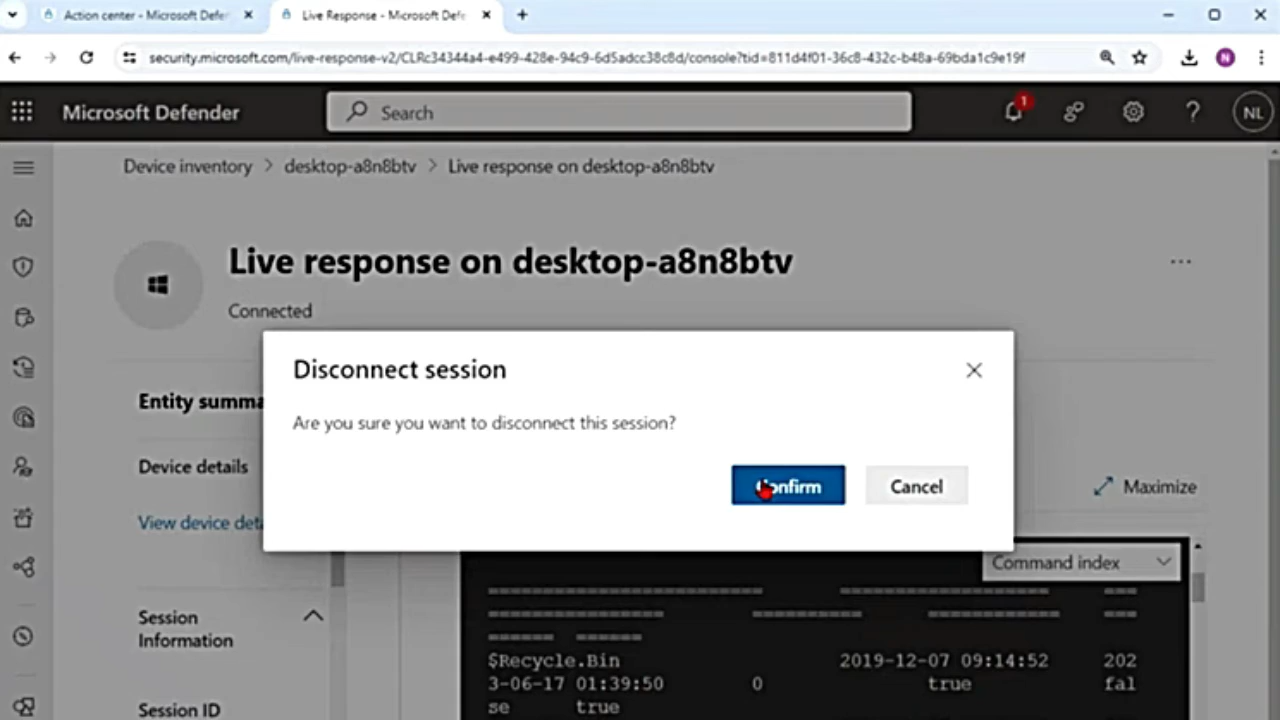 Action center - Microsoft Defe
Live Response - Microsoft Defe
security.microsoft.com/live-response-v2/CLRc34344a4-e499-428e-94c9-6d5adcc38c8d/console?tid=811d4f01-36c8-432c-b48a-69bda1c9e19f
N
Microsoft Defender
Search
1
NL
Device inventory > desktop-a8n8btv > Live response on desktop-a8n8btv
Live response on desktop-a8n8btv
Connected
Disconnect session
Are you sure you want to disconnect this session?
Confirm
Cancel
Entity summa
Device details
View device deta
Maximize
Command index
Session
Information
Session ID
$Recycle.Bin 2019-12-07 09:14:52 202
3-06-17 01:39:50 0 true fal
se true